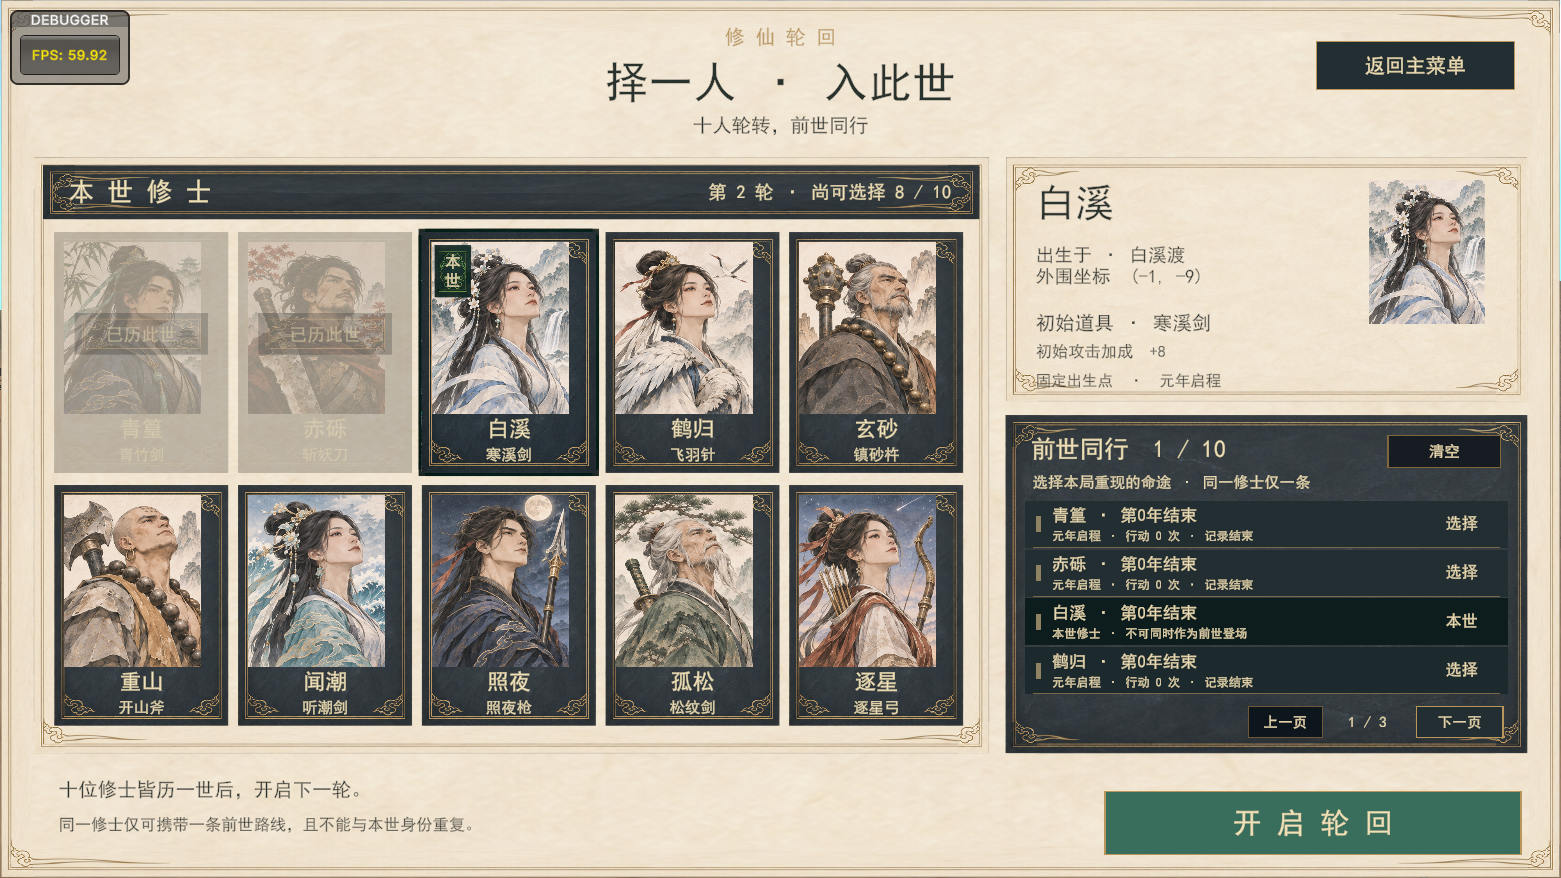 DEBUGGER
FPS: 59.92
修仙轮回
择一人 · 入此世
十人轮转，前世同行
返回主菜单
本世修士
第 2 轮 · 尚可选择 8 / 10
已历此世
青篁
青竹剑
已历此世
赤砾
斩妖刀
本世
白溪
寒溪剑
鹤归
飞羽针
玄砂
镇砂杵
重山
开山斧
闻潮
听潮剑
照夜
照夜枪
孤松
松纹剑
逐星
逐星弓
白溪
出生于 · 白溪渡
外围坐标 （-1, -9）
初始道具 · 寒溪剑
初始攻击加成 +8
固定出生点 · 元年启程
前世同行 1 / 10
清空
选择本局重现的命途 · 同一修士仅一条
青篁 · 第0年结束
元年启程 · 行动 0 次 · 记录结束
选择
赤砾 · 第0年结束
元年启程 · 行动 0 次 · 记录结束
选择
白溪 · 第0年结束
本世修士 · 不可同时作为前世登场
本世
鹤归 · 第0年结束
元年启程 · 行动 0 次 · 记录结束
选择
上一页
1 / 3
下一页
十位修士皆历一世后，开启下一轮。
同一修士仅可携带一条前世路线，且不能与本世身份重复。
开启轮回